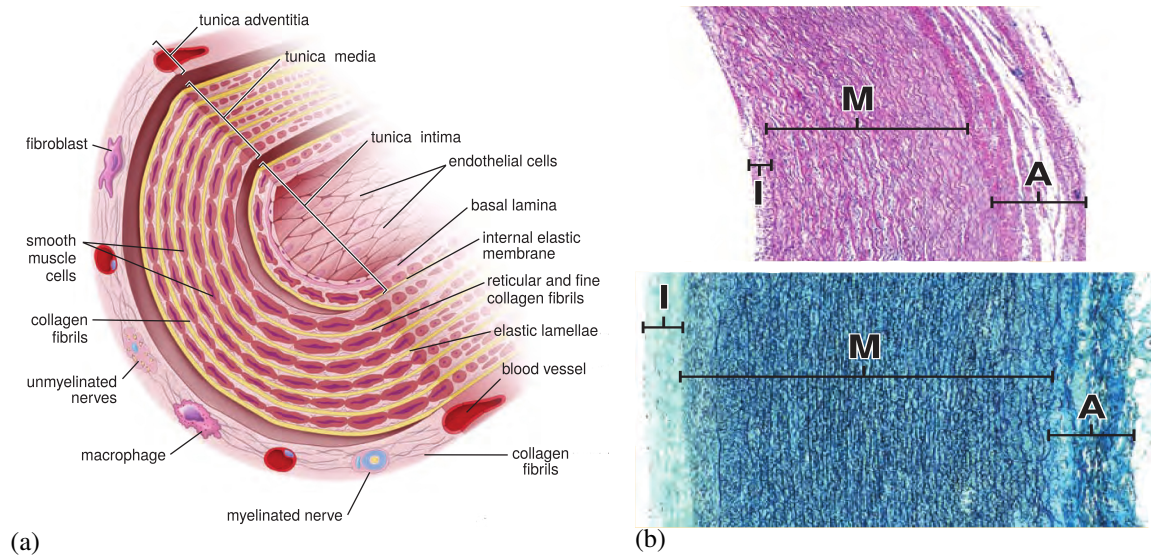 tunica adventitia
tunica media
tunica intima
endothelial cells
basal lamina
internal elastic
membrane
reticular and fine
collagen fibrils
elastic lamellae
blood vessel
collagen
fibrils
myelinated nerve
macrophage
unmyelinated
nerves
collagen
fibrils
smooth
muscle
cells
fibroblast
(a)
M
I
A
I
M
A
(b)